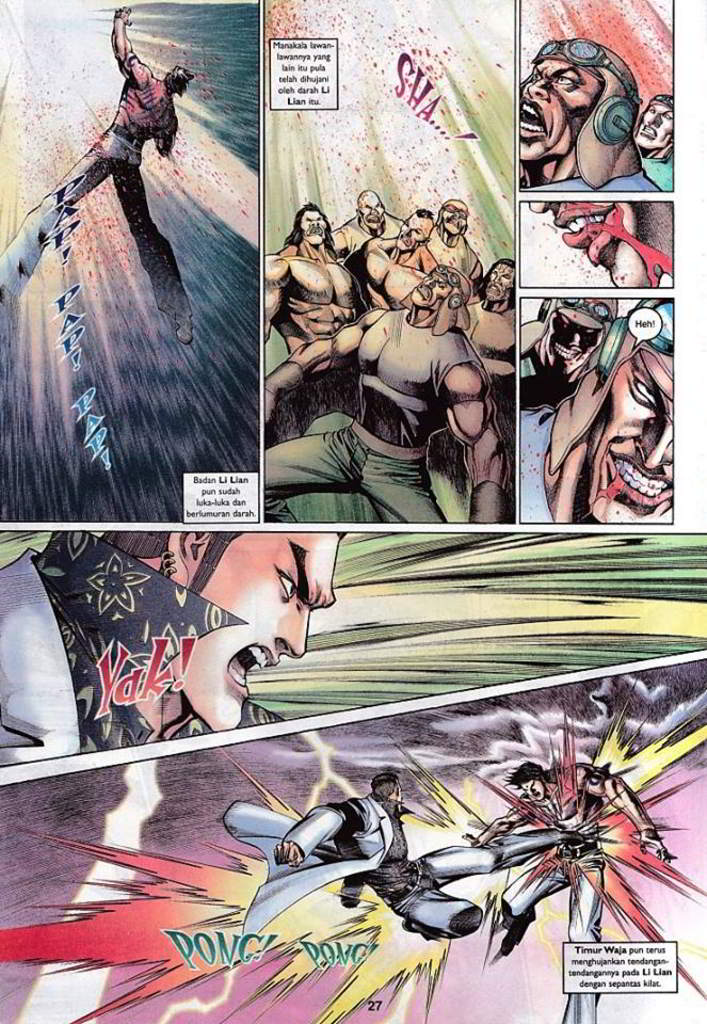 PAP!
PAP!
PAP!
Badan Li Lian
pun sudah
luka-luka dan
berlumuran darah.
Manakala lawan-
lawannya yang
lain itu pula
telah dihujani
oleh darah Li
Lian itu.
SHA...!
Heh!
Yak!
PONG! PONG!
Timur Waja pun terus
menghujankan tendangan-
tendangannya pada Li Lian
dengan sepantas kilat.
27